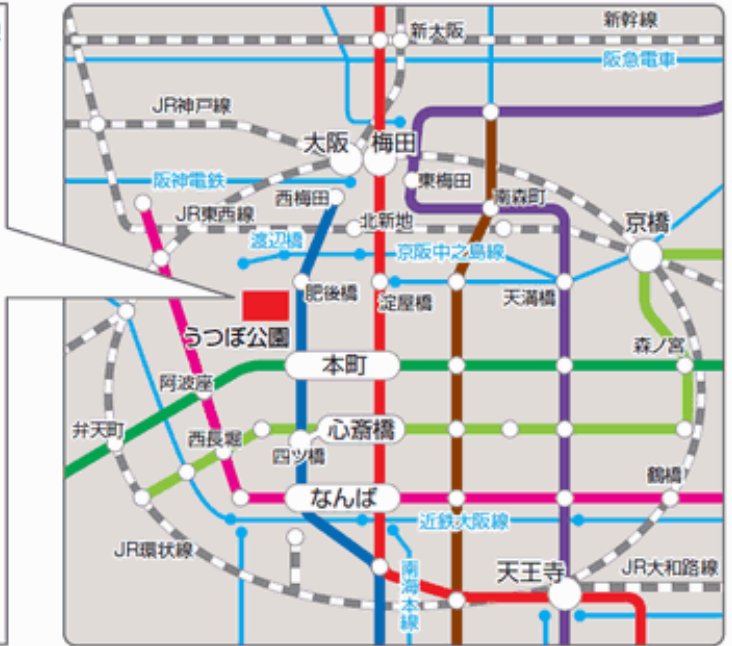 新幹線
新大阪
阪急電車
JR神戸線
大阪
梅田
阪神電鉄
東梅田
西梅田
南森町
JR東西線
北新地
京橋
渡辺橋
京阪中之島線
肥後橋
淀屋橋
天満橋
うつぼ公園
森ノ宮
本町
阿波座
弁天町
西長堀
心斎橋
四ツ橋
鶴橋
なんば
近鉄大阪線
JR環状線
南海本線
天王寺
JR大和路線